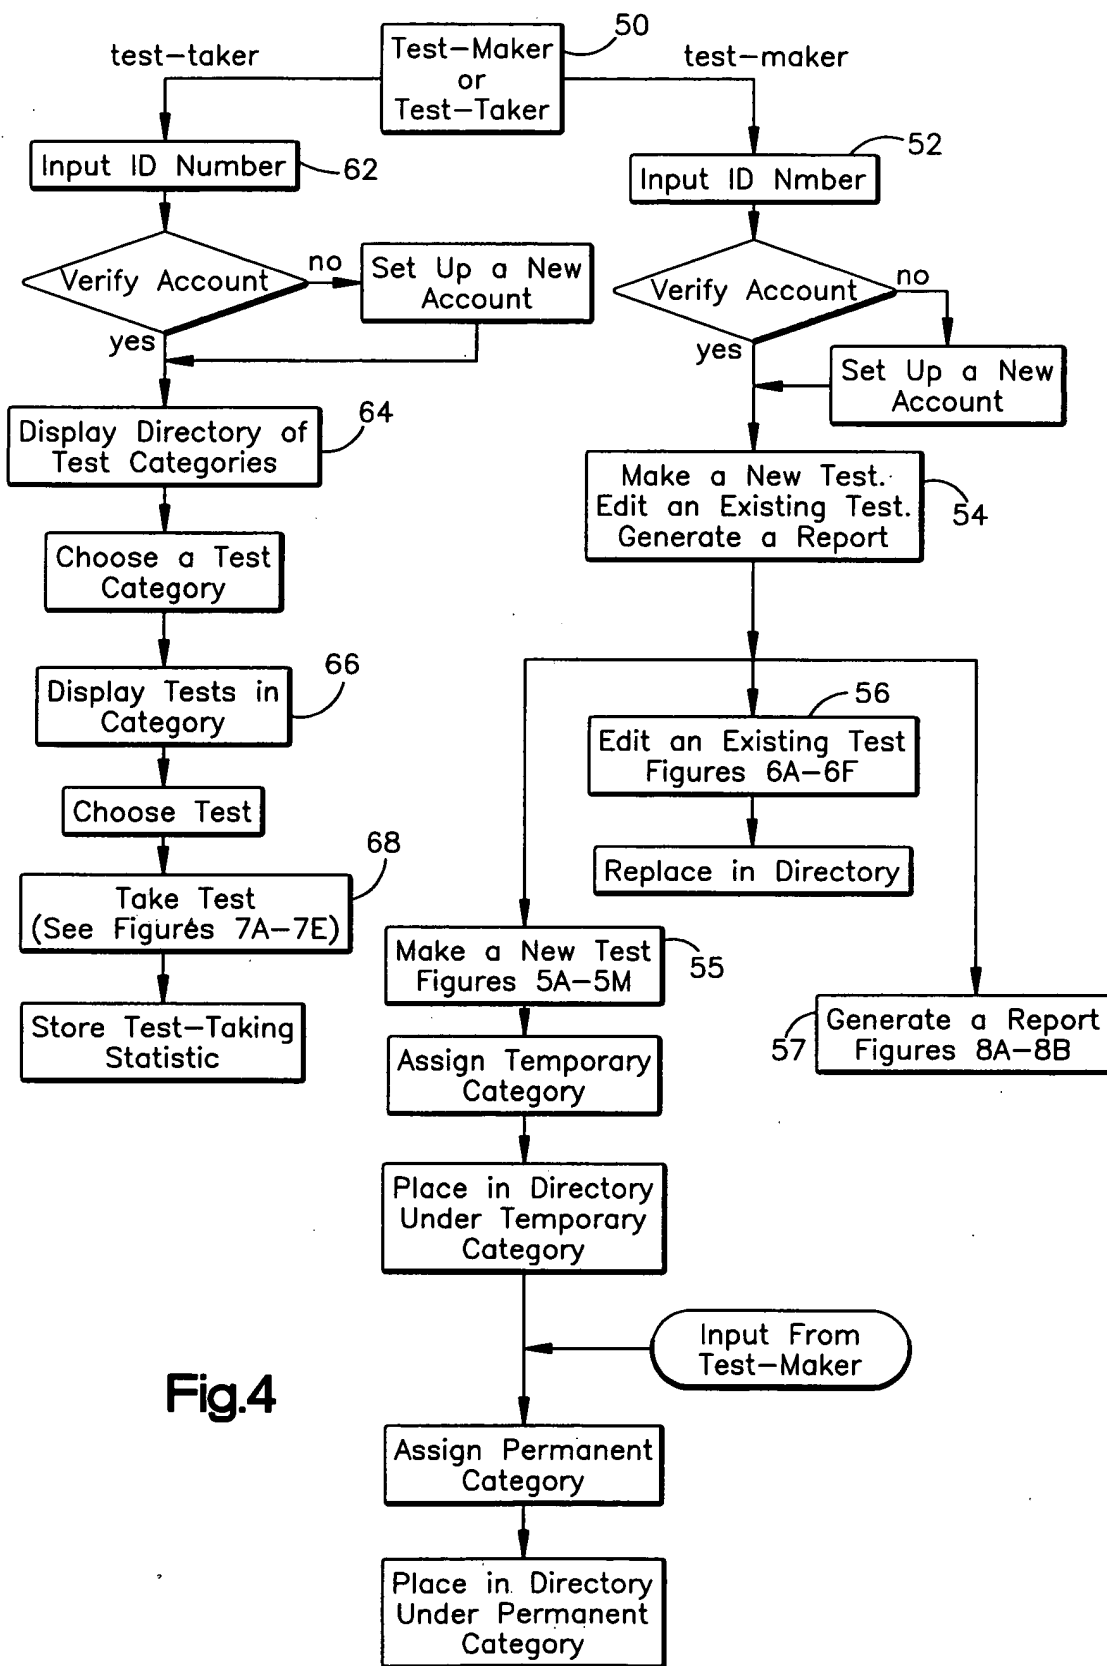 50
test-taker
Test-Maker
or
Test-Taker
test-maker
Input ID Number
62
52
Input ID Nmber
Verify Account
no
yes
Set Up a New
Account
Verify Account
no
yes
Set Up a New
Account
Display Directory of
Test Categories
64
Make a New Test.
Edit an Existing Test.
Generate a Report
54
Choose a Test
Category
Display Tests in
Category
66
56
Edit an Existing Test
Figures 6A-6F
Choose Test
Replace in Directory
68
Take Test
(See Figures 7A-7E)
Make a New Test
Figures 5A-5M
55
Store Test-Taking
Statistic
57
Generate a Report
Figures 8A-8B
Assign Temporary
Category
Place in Directory
Under Temporary
Category
Input From
Test-Maker
Fig.4
Assign Permanent
Category
Place in Directory
Under Permanent
Category